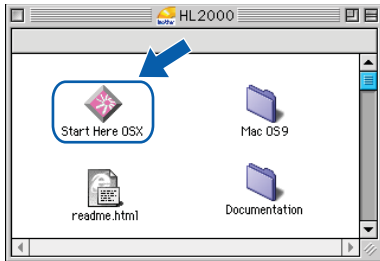 HL2000
Start Here OSX
Mac OS9
readme.html
Documentation